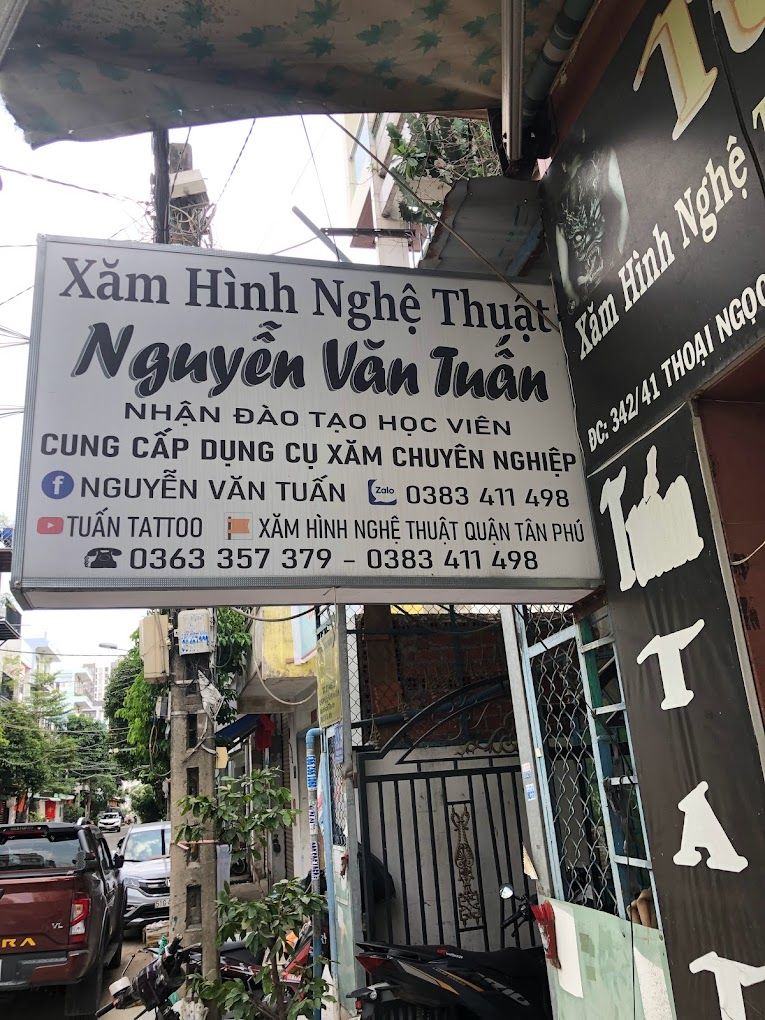 Xăm Hình Nghệ Thuật
Nguyễn Văn Tuấn
NHẬN ĐÀO TẠO HỌC VIÊN
CUNG CẤP DỤNG CỤ XĂM CHUYÊN NGHIỆP
NGUYỄN VĂN TUẤN Zalo 0383 411 498
TUẤN TATTOO XĂM HÌNH NGHỆ THUẬT QUẬN TÂN PHÚ
0363 357 379 - 0383 411 498
Xăm Hình Nghệ
ĐC: 342/41 THOẠI NGỌC
Tuấn
T
A
T
VL